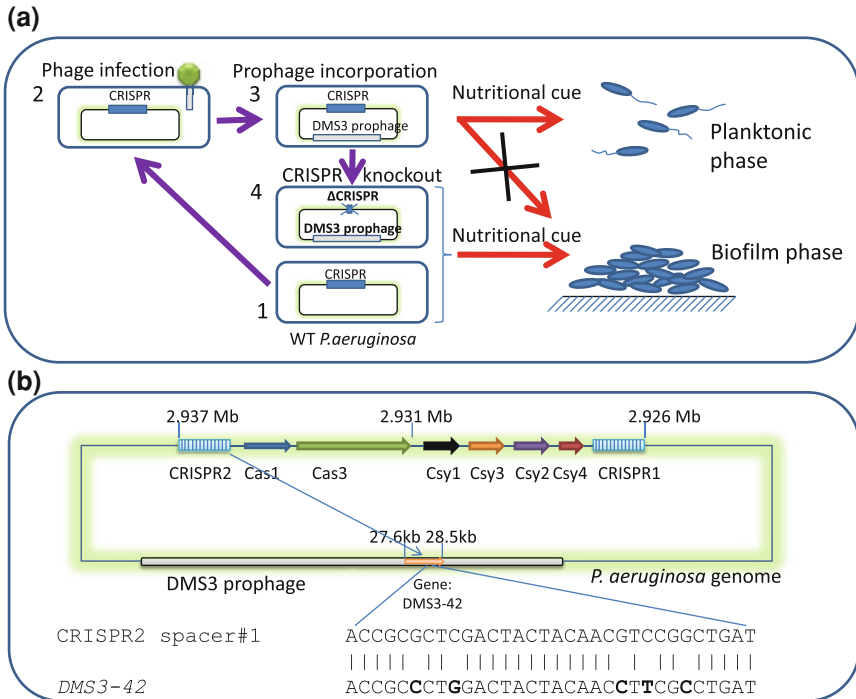 (a)
Phage infection
2
CRISPR
Prophage incorporation
3
CRISPR
DMS3 prophage
Nutritional cue
Planktonic
phase
CRISPR knockout
4
ΔCRISPR
DMS3 prophage
Nutritional cue
Biofilm phase
CRISPR
1
WT P.aeruginosa
(b)
2.937 Mb 2.931 Mb 2.926 Mb
CRISPR2 Cas1 Cas3 Csy1 Csy3 Csy2 Csy4 CRISPR1
27.6kb 28.5kb
DMS3 prophage
Gene:
DMS3-42
P. aeruginosa genome
CRISPR2 spacer#1 ACCGCGCTCGACTACTACAACGTCCGGCTGAT
DMS3-42 ACCGCCCTGGACTACTACAACCTTCGCCTGAT